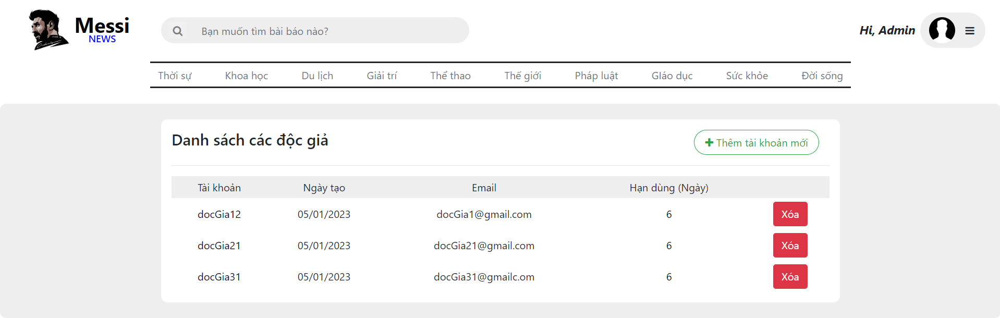 Messi
NEWS
Bạn muốn tìm bài báo nào?
Hi, Admin
Thời sự Khoa học Du lịch Giải trí Thể thao Thế giới Pháp luật GIáo dục Sức khỏe Đời sống
Danh sách các độc giả
Thêm tài khoản mới
Tài khoản Ngày tạo Email Hạn dùng (Ngày)
docGia12 05/01/2023 docGia1@gmail.com 6 Xóa
docGia21 05/01/2023 docGia21@gmail.com 6 Xóa
docGia31 05/01/2023 docGia31@gmailc.om 6 Xóa